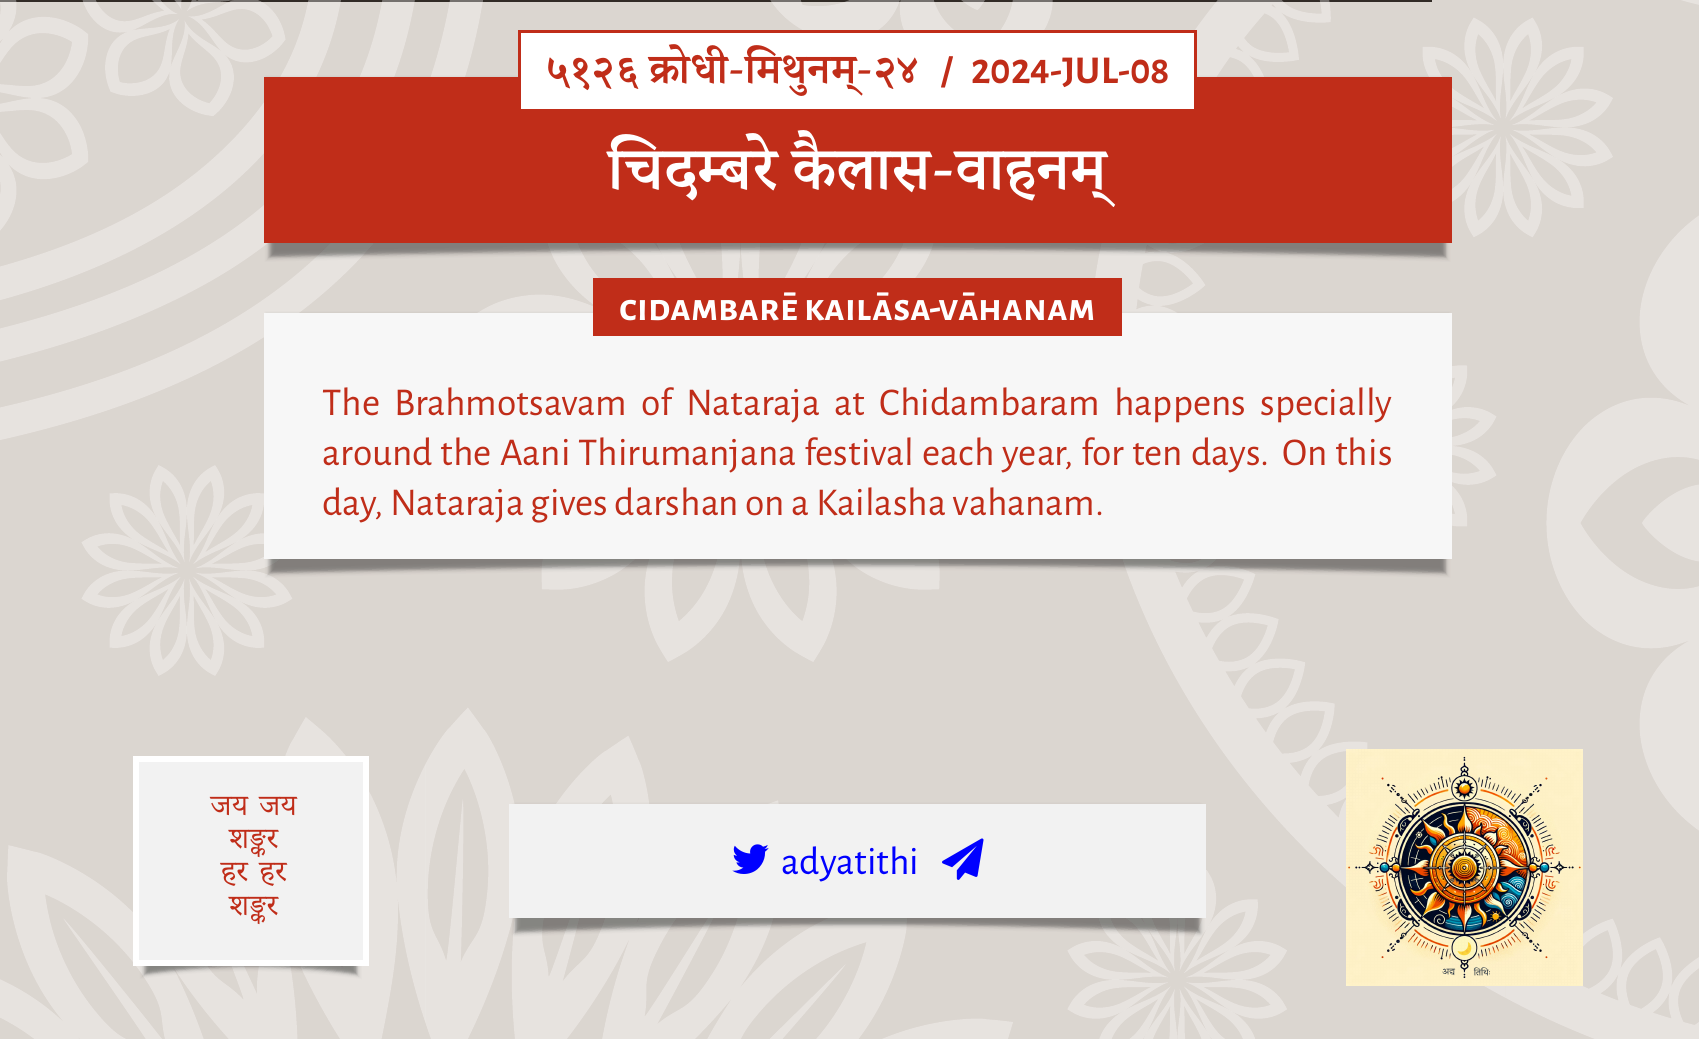 ५१२६ क्रोधी-मिथुनम्-२४ / 2024-JUL-08
चिदम्बरे कैलास-वाहनम्
CIDAMBARĒ KAILĀSA-VĀHANAM
The Brahmotsavam of Nataraja at Chidambaram happens specially
around the Aani Thirumanjana festival each year, for ten days. On this
day, Nataraja gives darshan on a Kailasha vahanam.
जय जय
शङ्कर
हर हर
शङ्कर
adyatithi
अद्य तिथिः